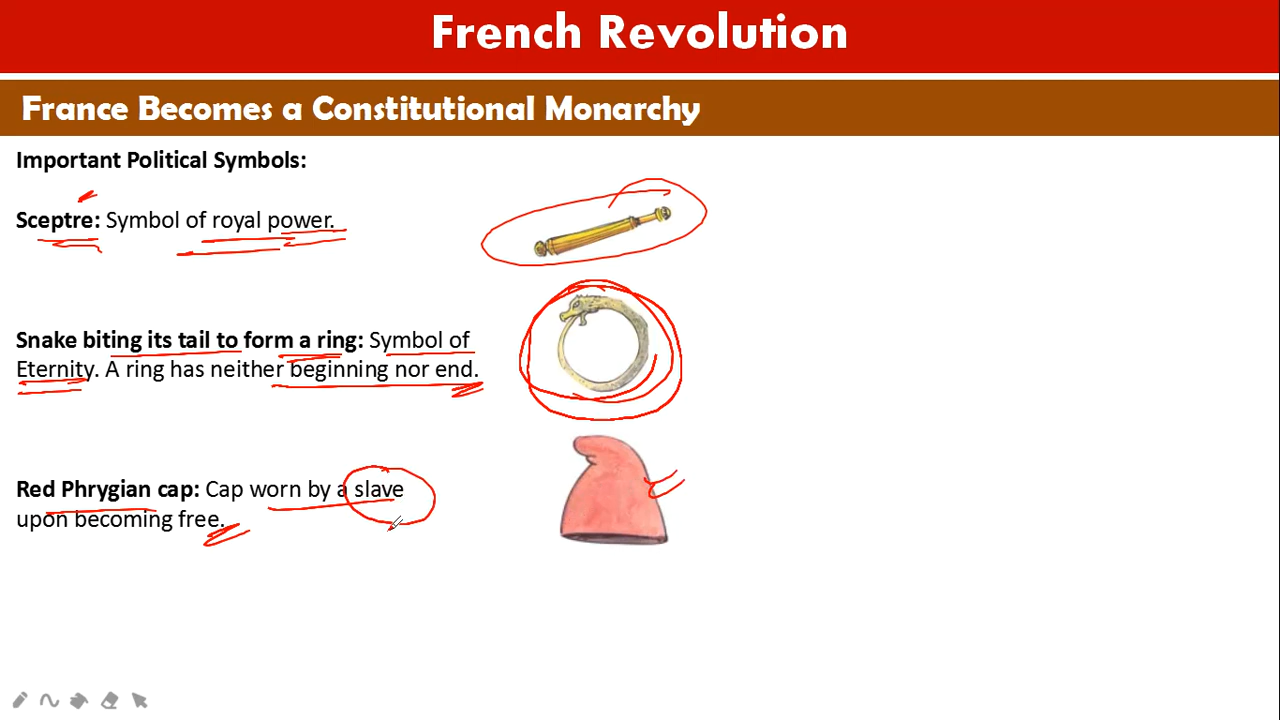 French Revolution
France Becomes a Constitutional Monarchy
Important Political Symbols:
Sceptre: Symbol of royal power.
Snake biting its tail to form a ring: Symbol of
Eternity. A ring has neither beginning nor end.
Red Phrygian cap: Cap worn by a slave
upon becoming free.